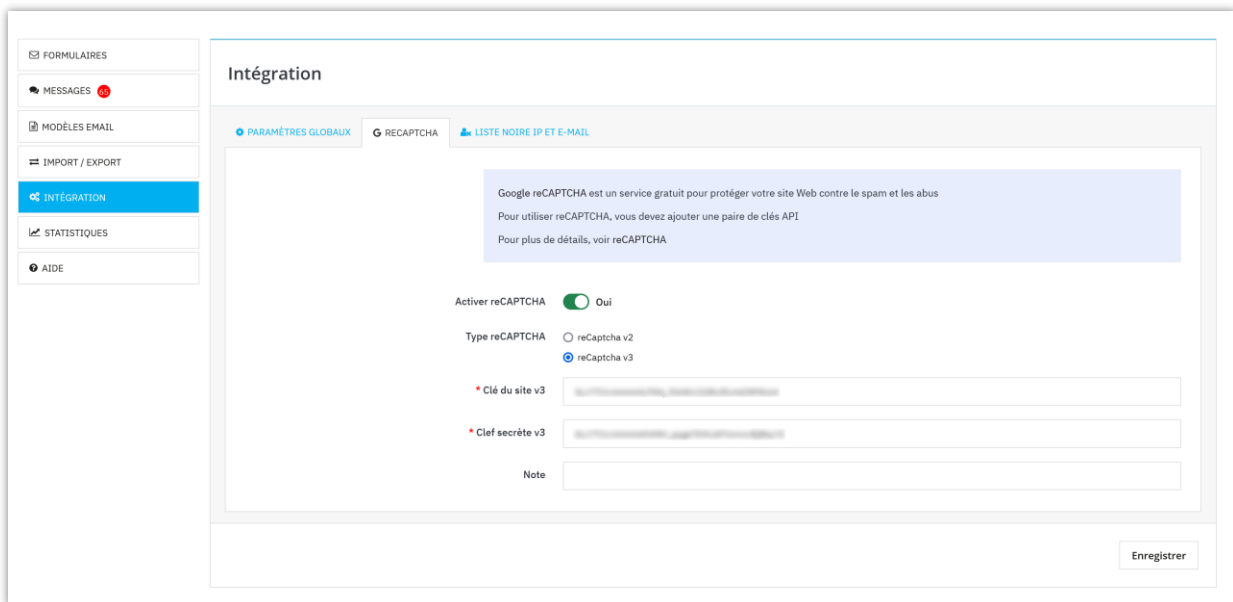 FORMULAIRES
MESSAGES 65
MODÈLES EMAIL
IMPORT / EXPORT
INTÉGRATION
STATISTIQUES
AIDE
Intégration
PARAMÈTRES GLOBAUX
G RECAPTCHA
LISTE NOIRE IP ET E-MAIL
Google reCAPTCHA est un service gratuit pour protéger votre site Web contre le spam et les abus
Pour utiliser reCAPTCHA, vous devez ajouter une paire de clés API
Pour plus de détails, voir reCAPTCHA
Activer reCAPTCHA Oui
Type reCAPTCHA reCaptcha v2
reCaptcha v3
* Clé du site v3
* Clef secrète v3
Note
Enregistrer